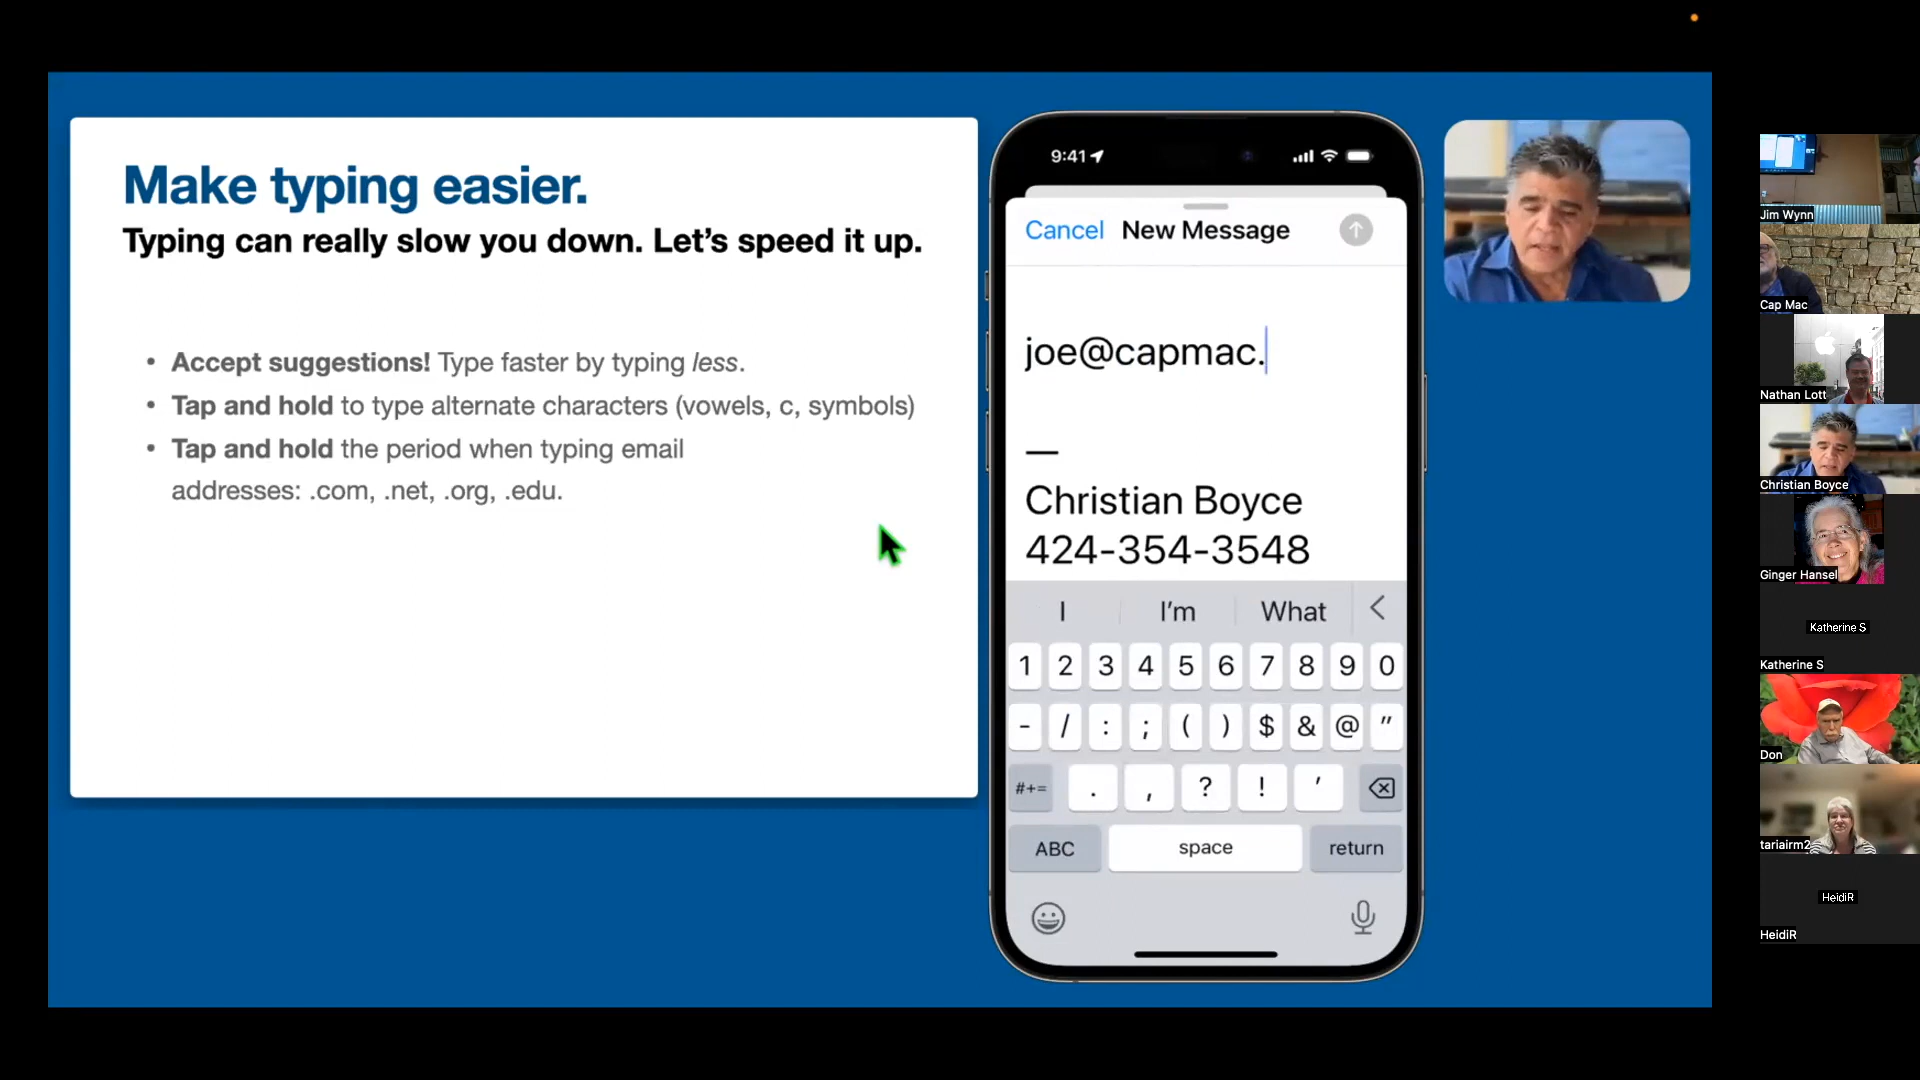 Make typing easier.
Typing can really slow you down. Let’s speed it up.
• Accept suggestions! Type faster by typing less.
• Tap and hold to type alternate characters (vowels, c, symbols)
• Tap and hold the period when typing email
addresses: .com, .net, .org, .edu.
9:41
Cancel New Message
joe@capmac.
—
Christian Boyce
424-354-3548
I I’m What
1 2 3 4 5 6 7 8 9 0
- / : ; ( ) $ & @ "
#+= . , ? ! ’
ABC space return
Jim Wynn
Cap Mac
Nathan Lott
Christian Boyce
Ginger Hansel
Katherine S
Katherine S
Don
tariairm2
HeidiR
HeidiR